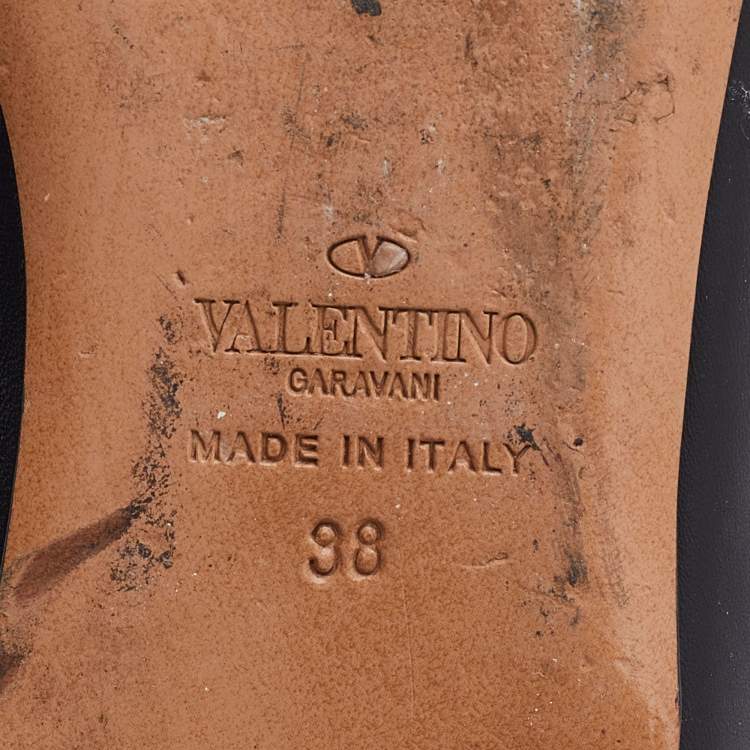 V
VALENTINO
GARAVANI
MADE IN ITALY
38